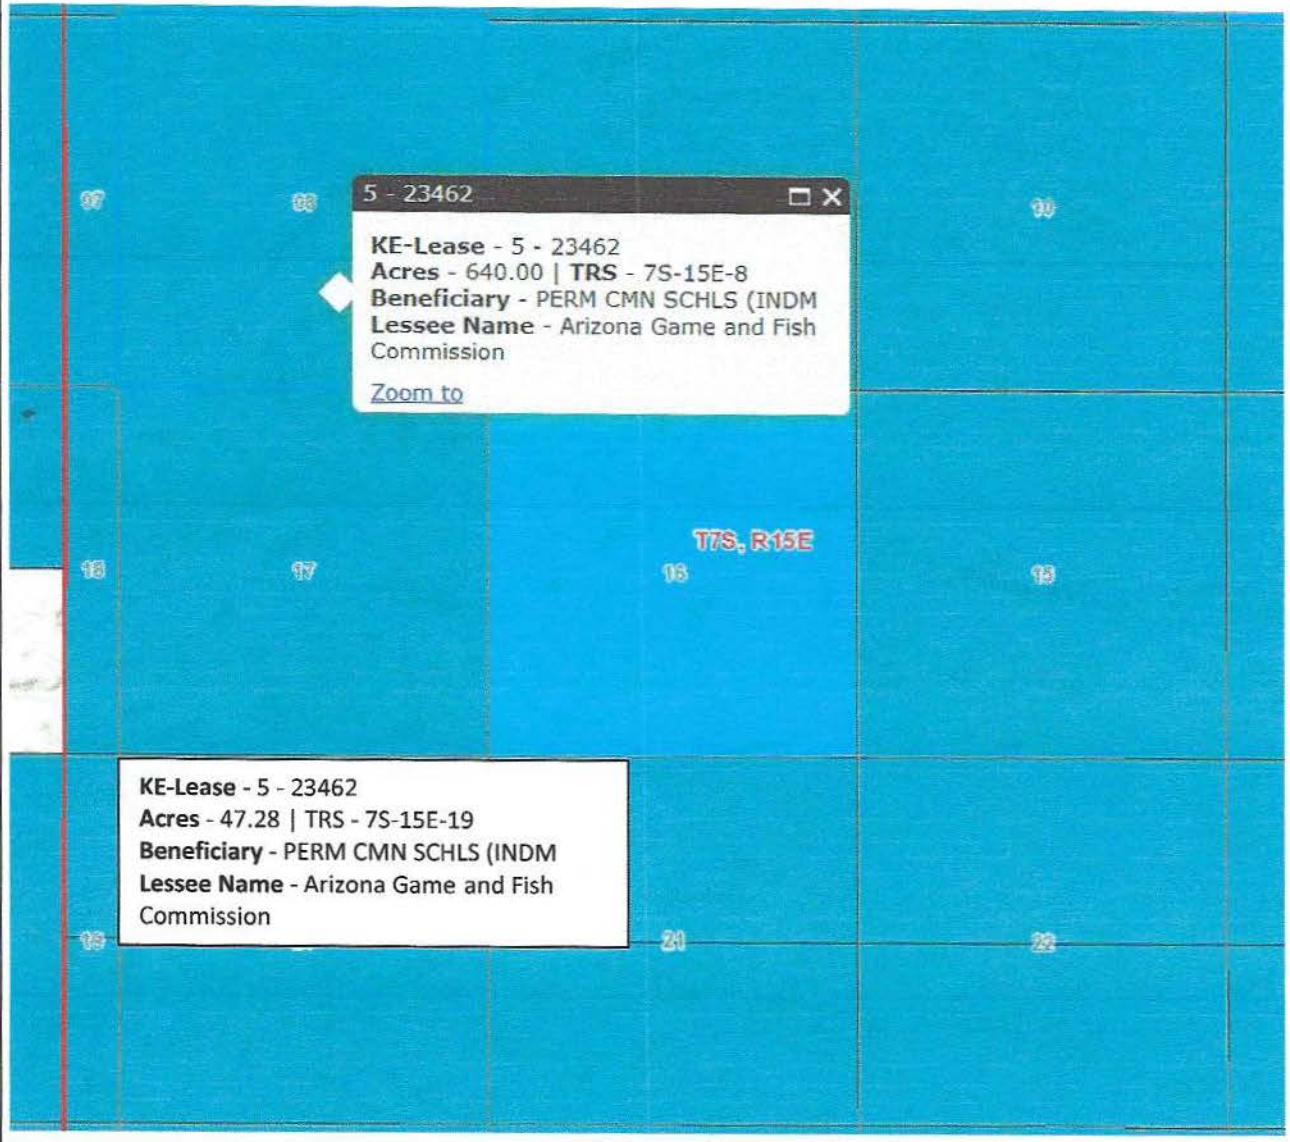 07
08
5 - 23462
KE-Lease - 5 - 23462
Acres - 640.00 | TRS - 7S-15E-8
Beneficiary - PERM CMN SCHLS (INDM
Lessee Name - Arizona Game and Fish
Commission
Zoom to
10
T7S, R15E
18
17
16
15
KE-Lease - 5 - 23462
Acres - 47.28 | TRS - 7S-15E-19
Beneficiary - PERM CMN SCHLS (INDM
Lessee Name - Arizona Game and Fish
Commission
19
21
22